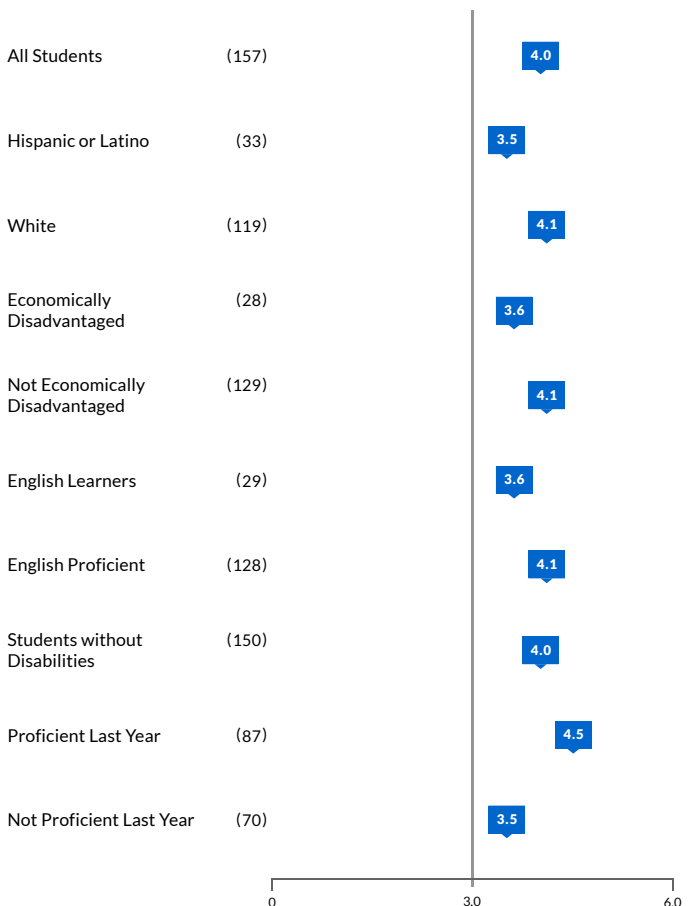 All Students (157) 4.0
Hispanic or Latino (33) 3.5
White (119) 4.1
Economically
Disadvantaged (28) 3.6
Not Economically
Disadvantaged (129) 4.1
English Learners (29) 3.6
English Proficient (128) 4.1
Students without
Disabilities (150) 4.0
Proficient Last Year (87) 4.5
Not Proficient Last Year (70) 3.5
0 3.0 6.0